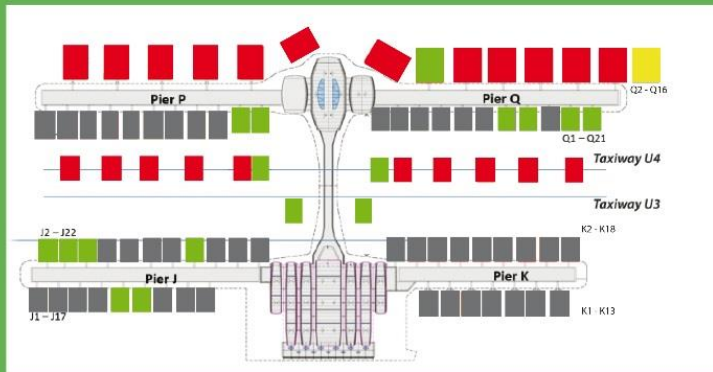 Pier P
Pier Q
Q2 - Q16
Q1 – Q21
Taxiway U4
Taxiway U3
J2 – J22
K2 - K18
Pier J
Pier K
J1 – J17
K1 - K13